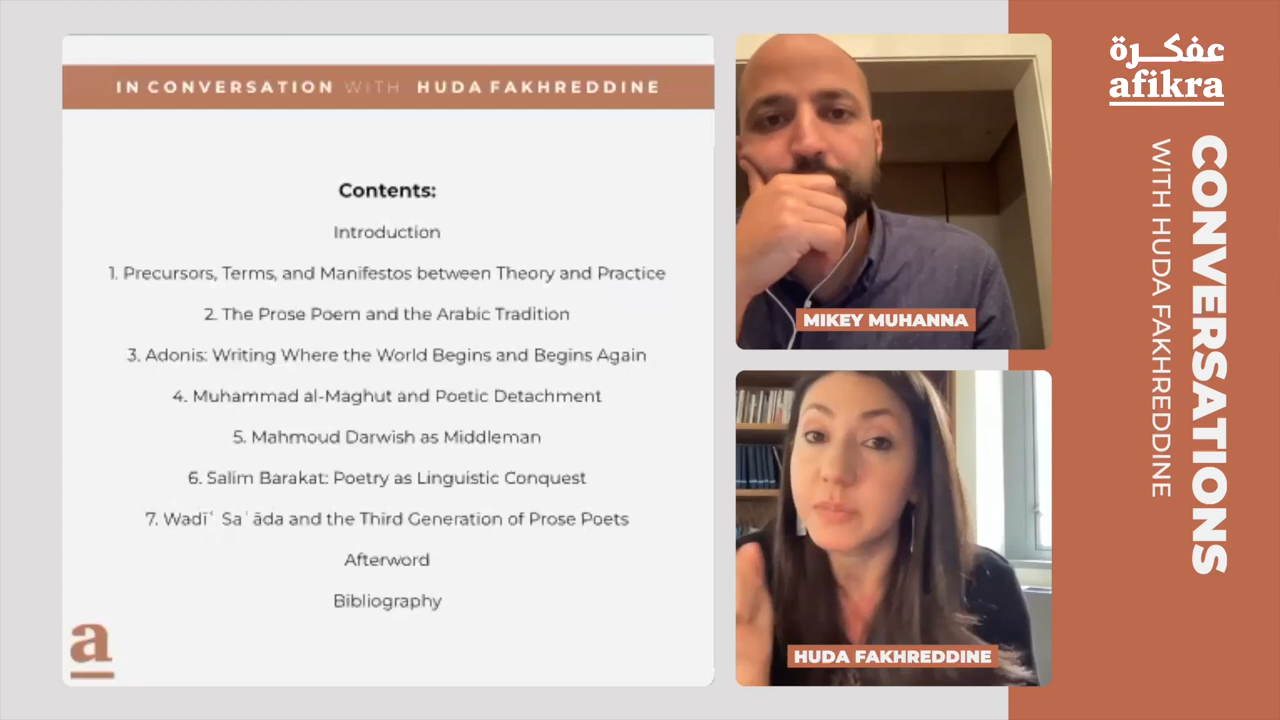 IN CONVERSATION WITH HUDA FAKHREDDINE
Contents:
Introduction
1. Precursors, Terms, and Manifestos between Theory and Practice
2. The Prose Poem and the Arabic Tradition
3. Adonis: Writing Where the World Begins and Begins Again
4. Muhammad al-Maghut and Poetic Detachment
5. Mahmoud Darwish as Middleman
6. Salim Barakat: Poetry as Linguistic Conquest
7. Wadīʿ Saʿāda and the Third Generation of Prose Poets
Afterword
Bibliography
a
MIKEY MUHANNA
HUDA FAKHREDDINE
عفكرة
afikra
CONVERSATIONS
WITH HUDA FAKHREDDINE